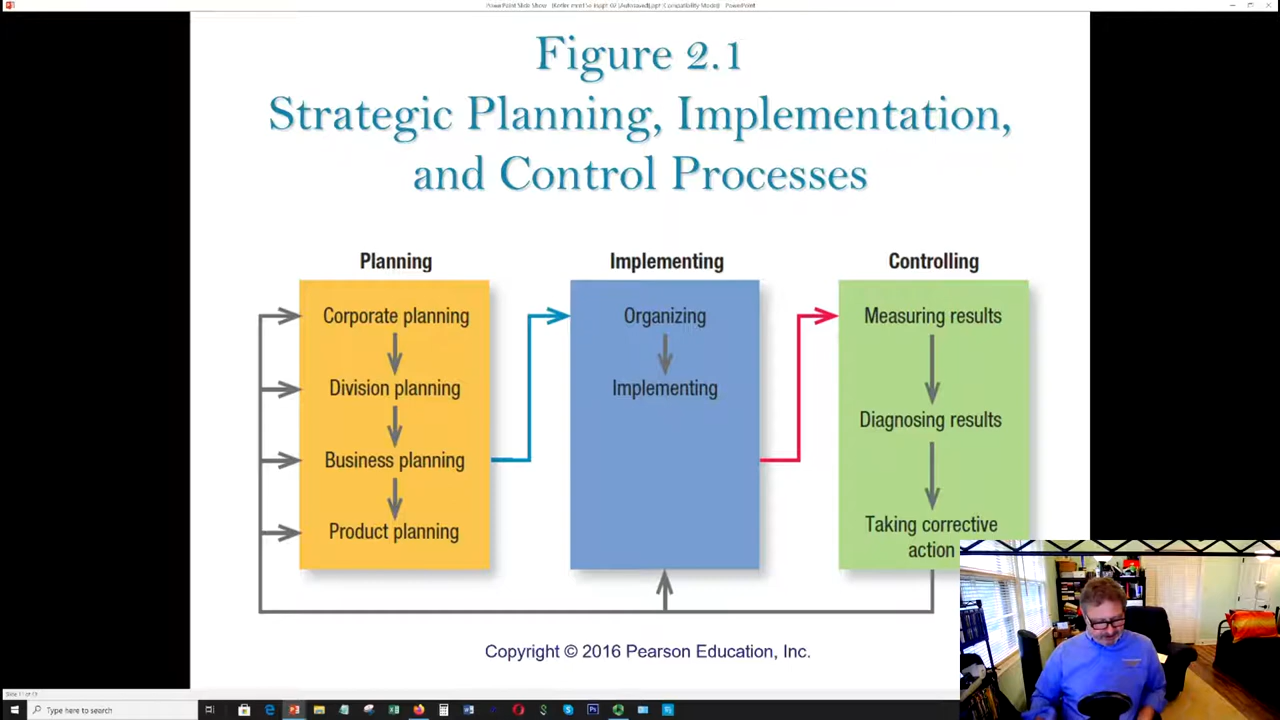 Figure 2.1
Strategic Planning, Implementation,
and Control Processes
Planning
Implementing
Controlling
Corporate planning
Division planning
Business planning
Product planning
Organizing
Implementing
Measuring results
Diagnosing results
Taking corrective
action
Copyright © 2016 Pearson Education, Inc.
Type here to search